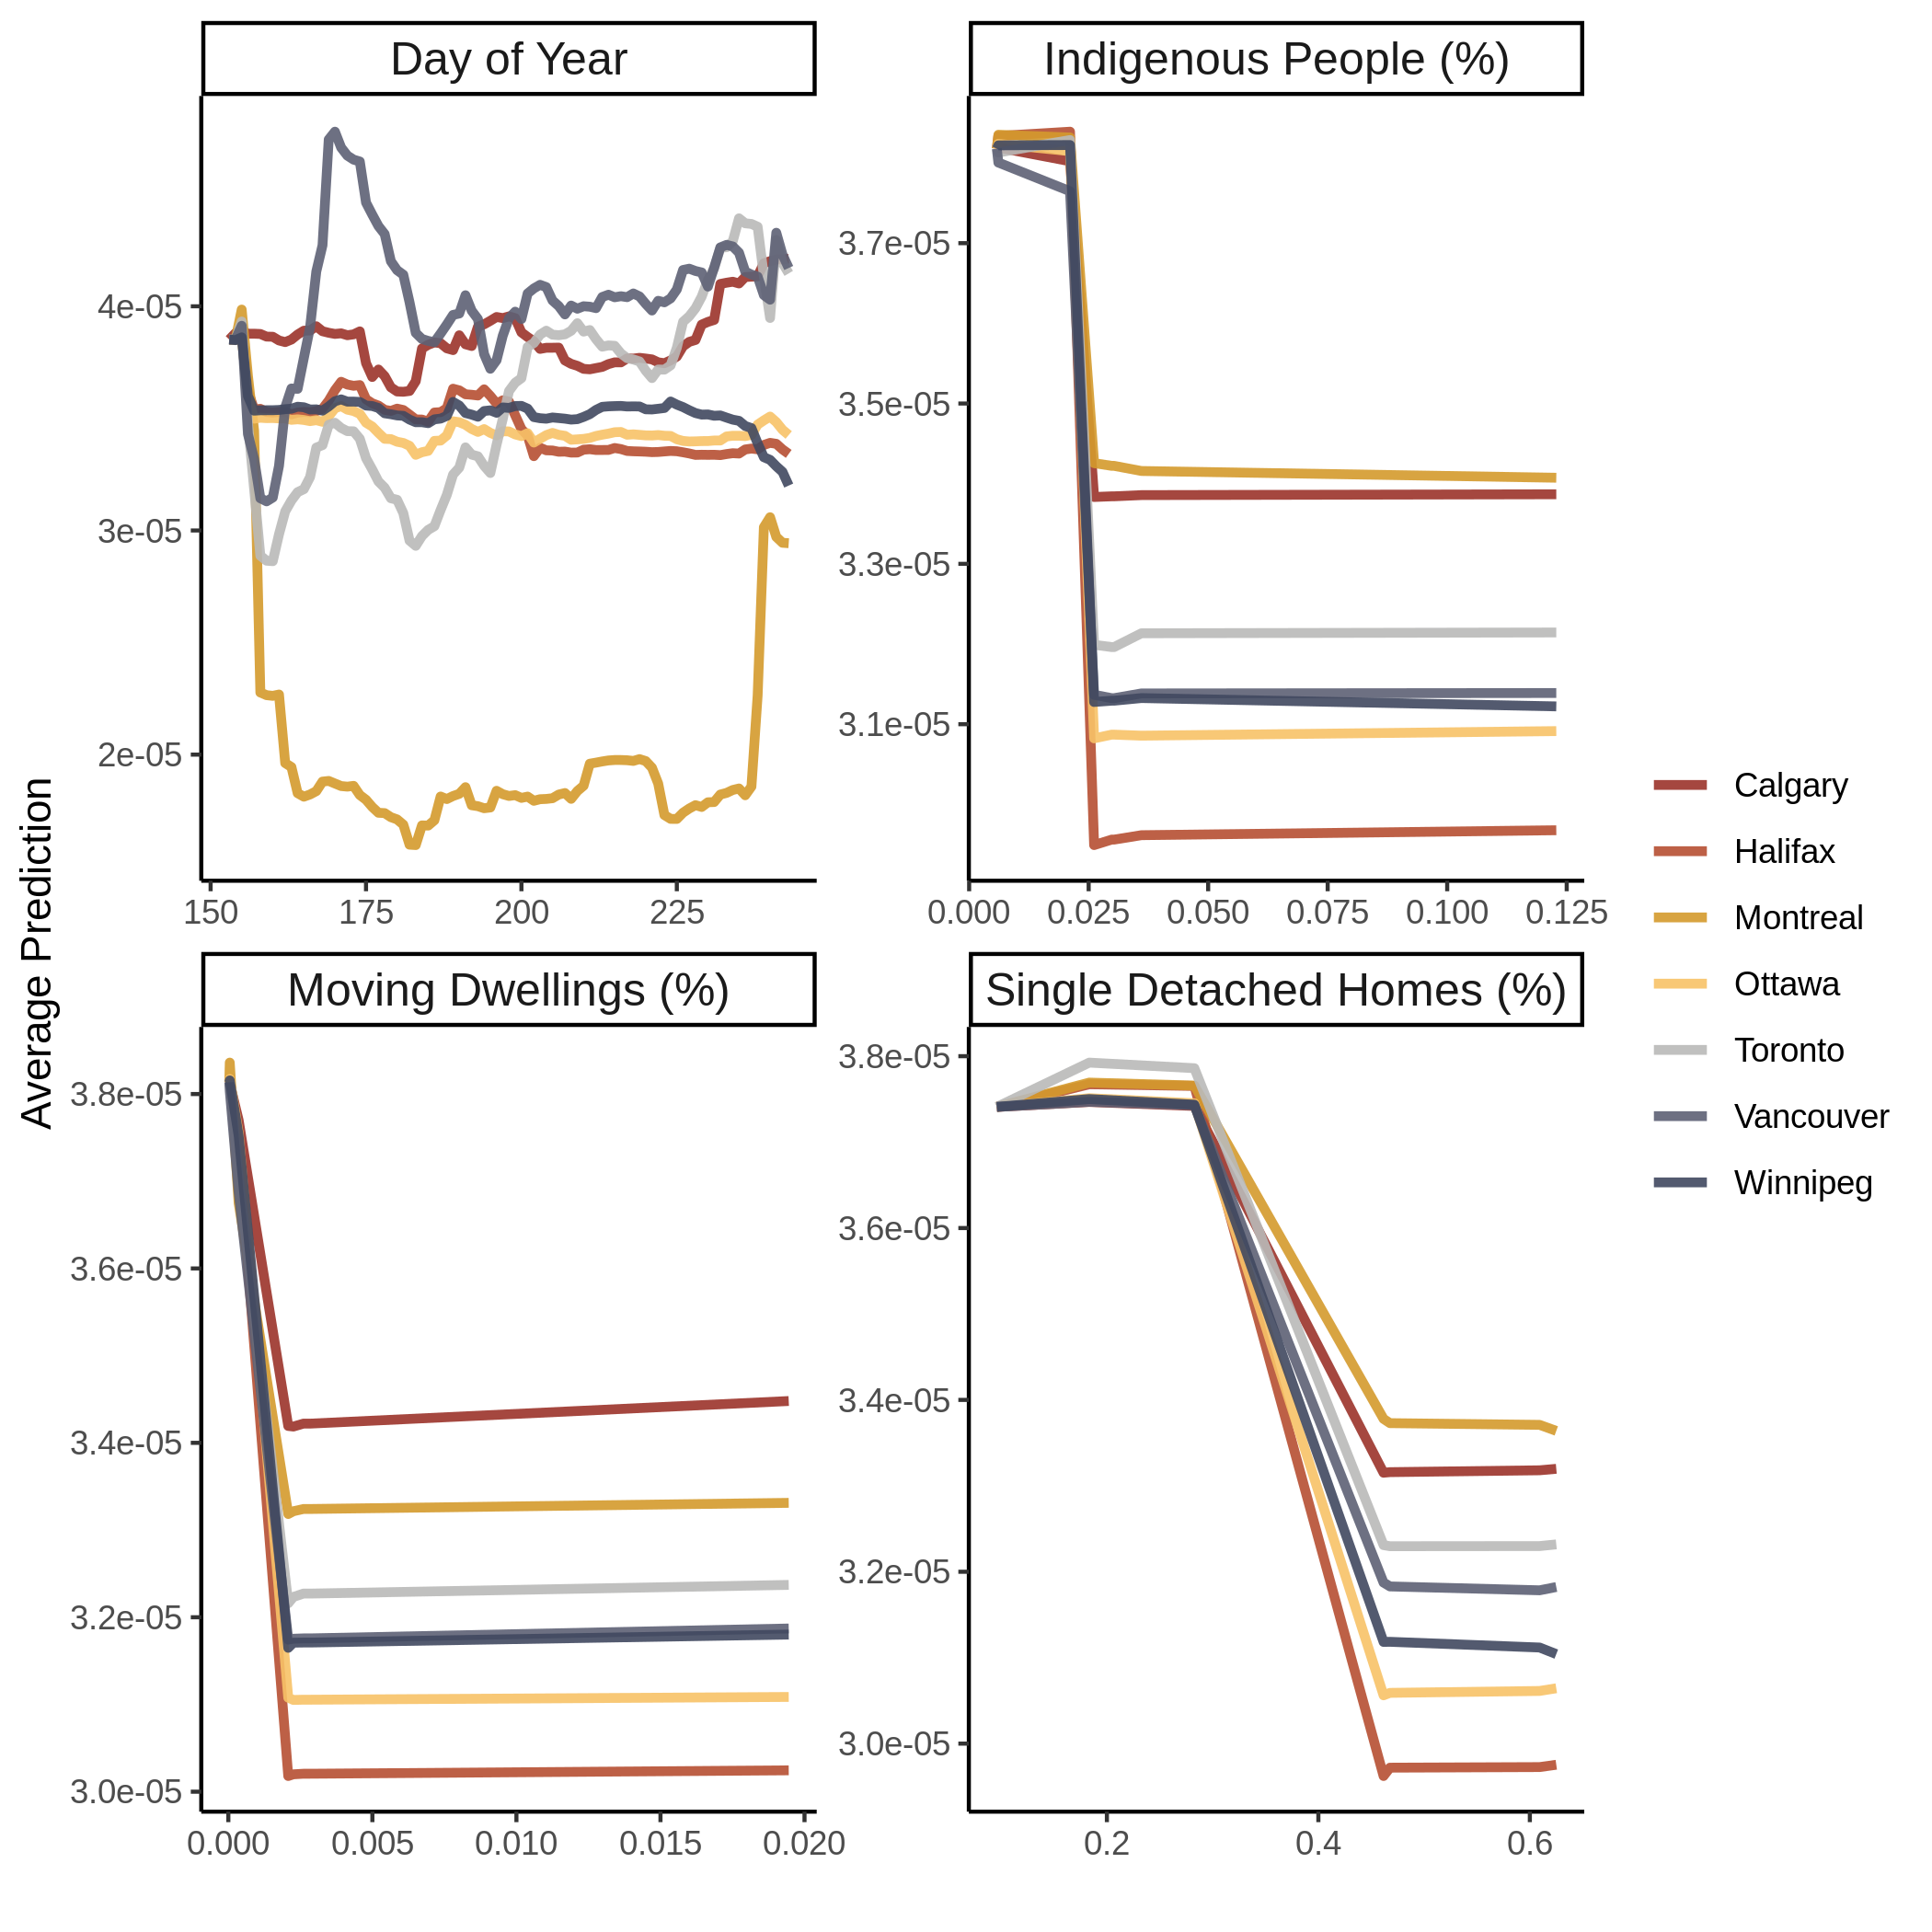 Day of Year
Indigenous People (%)
4e-05
3e-05
2e-05
150 175 200 225
3.7e-05
3.5e-05
3.3e-05
3.1e-05
0.000 0.025 0.050 0.075 0.100 0.125
Average Prediction
Moving Dwellings (%)
Single Detached Homes (%)
3.8e-05
3.6e-05
3.4e-05
3.2e-05
3.0e-05
0.000 0.005 0.010 0.015 0.020
3.8e-05
3.6e-05
3.4e-05
3.2e-05
3.0e-05
0.2 0.4 0.6
Calgary
Halifax
Montreal
Ottawa
Toronto
Vancouver
Winnipeg